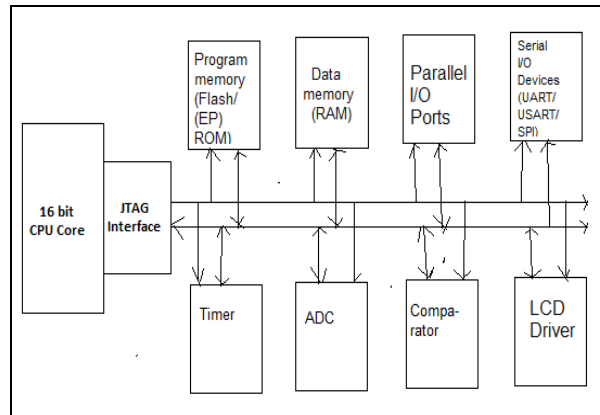 Program
memory
(Flash/
(EP)
ROM)
Data
memory
(RAM)
Parallel
I/O
Ports
Serial
I/O
Devices
(UART/
USART/
SPI)
16 bit
CPU Core
JTAG
Interface
Timer
ADC
Compa-
rator
LCD
Driver